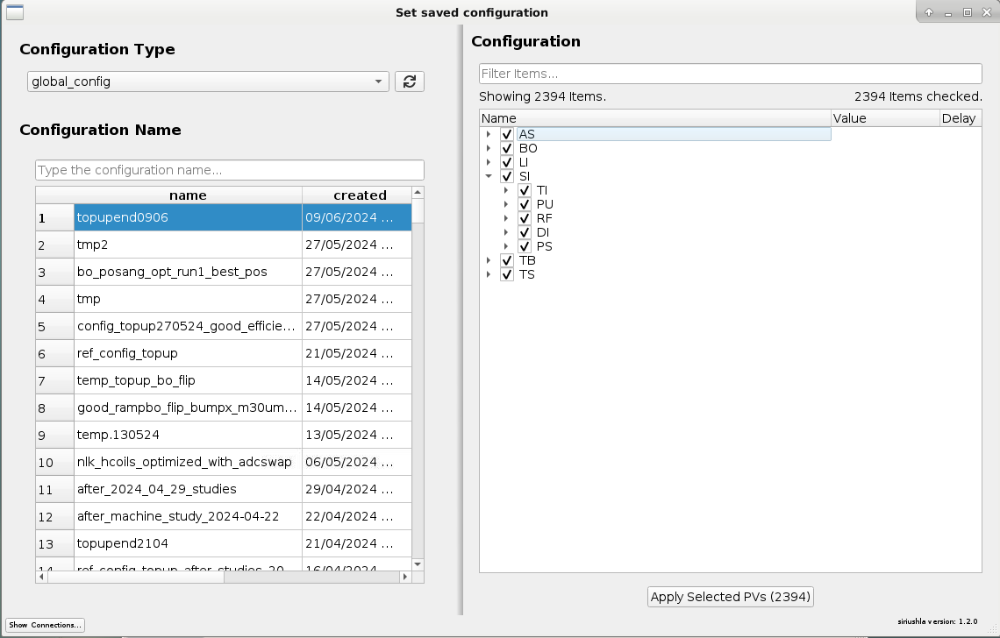 Set saved configuration
Configuration Type
global_config
Configuration Name
Type the configuration name...
name created
1 topupend0906 09/06/2024 ...
2 tmp2 27/05/2024 ...
3 bo_posang_opt_run1_best_pos 27/05/2024 ...
4 tmp 27/05/2024 ...
5 config_topup270524_good_efficie... 27/05/2024 ...
6 ref_config_topup 21/05/2024 ...
7 temp_topup_bo_flip 14/05/2024 ...
8 good_rampbo_flip_bumpx_m30um... 14/05/2024 ...
9 temp.130524 13/05/2024 ...
10 nlk_hcoils_optimized_with_adcswap 06/05/2024 ...
11 after_2024_04_29_studies 29/04/2024 ...
12 after_machine_study_2024-04-22 22/04/2024 ...
13 topupend2104 21/04/2024 ...
14 ref_config_topup_after_studies_20... 16/04/2024 ...
Show Connections...
Configuration
Filter Items...
Showing 2394 Items. 2394 Items checked.
Name Value Delay
AS
BO
LI
SI
TI
PU
RF
DI
PS
TB
TS
Apply Selected PVs (2394)
siriushla version: 1.2.0